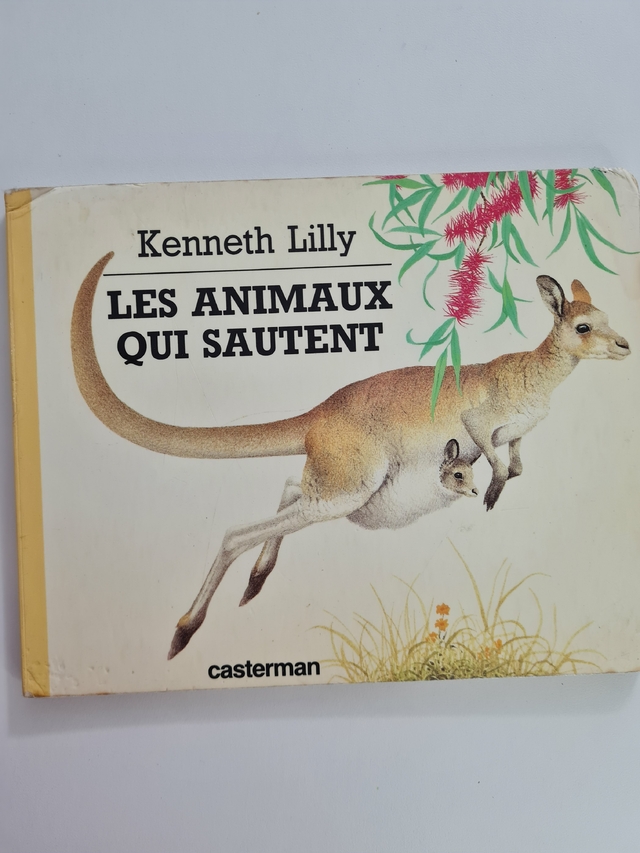 Kenneth Lilly
LES ANIMAUX
QUI SAUTENT
casterman